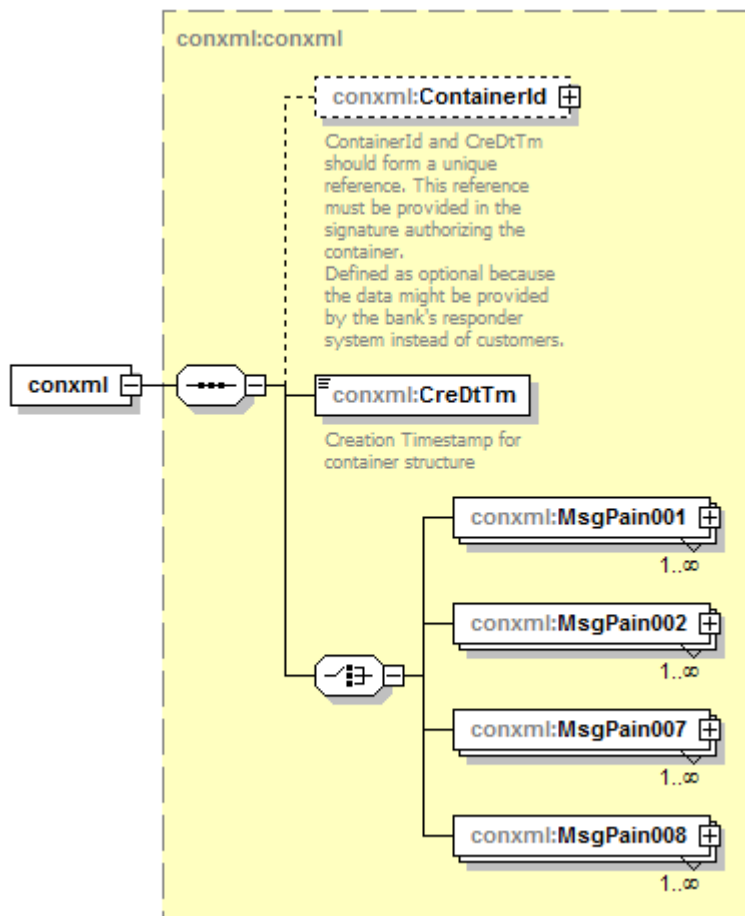 conxml:conxml
conxml:ContainerId
ContainerId and CreDtTm
should form a unique
reference. This reference
must be provided in the
signature authorizing the
container.
Defined as optional because
the data might be provided
by the bank's responder
system instead of customers.
conxml
conxml:CreDtTm
Creation Timestamp for
container structure
conxml:MsgPain001
1..∞
conxml:MsgPain002
1..∞
conxml:MsgPain007
1..∞
conxml:MsgPain008
1..∞